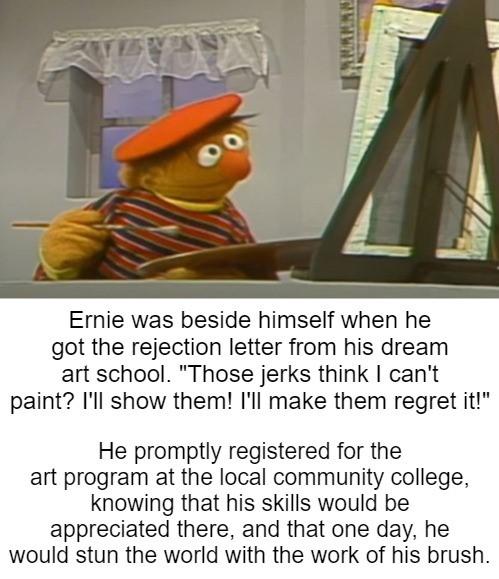 Ernie was beside himself when he
got the rejection letter from his dream
art school. "Those jerks think I can't
paint? I'll show them! I'll make them regret it!"
He promptly registered for the
art program at the local community college,
knowing that his skills would be
appreciated there, and that one day, he
would stun the world with the work of his brush.